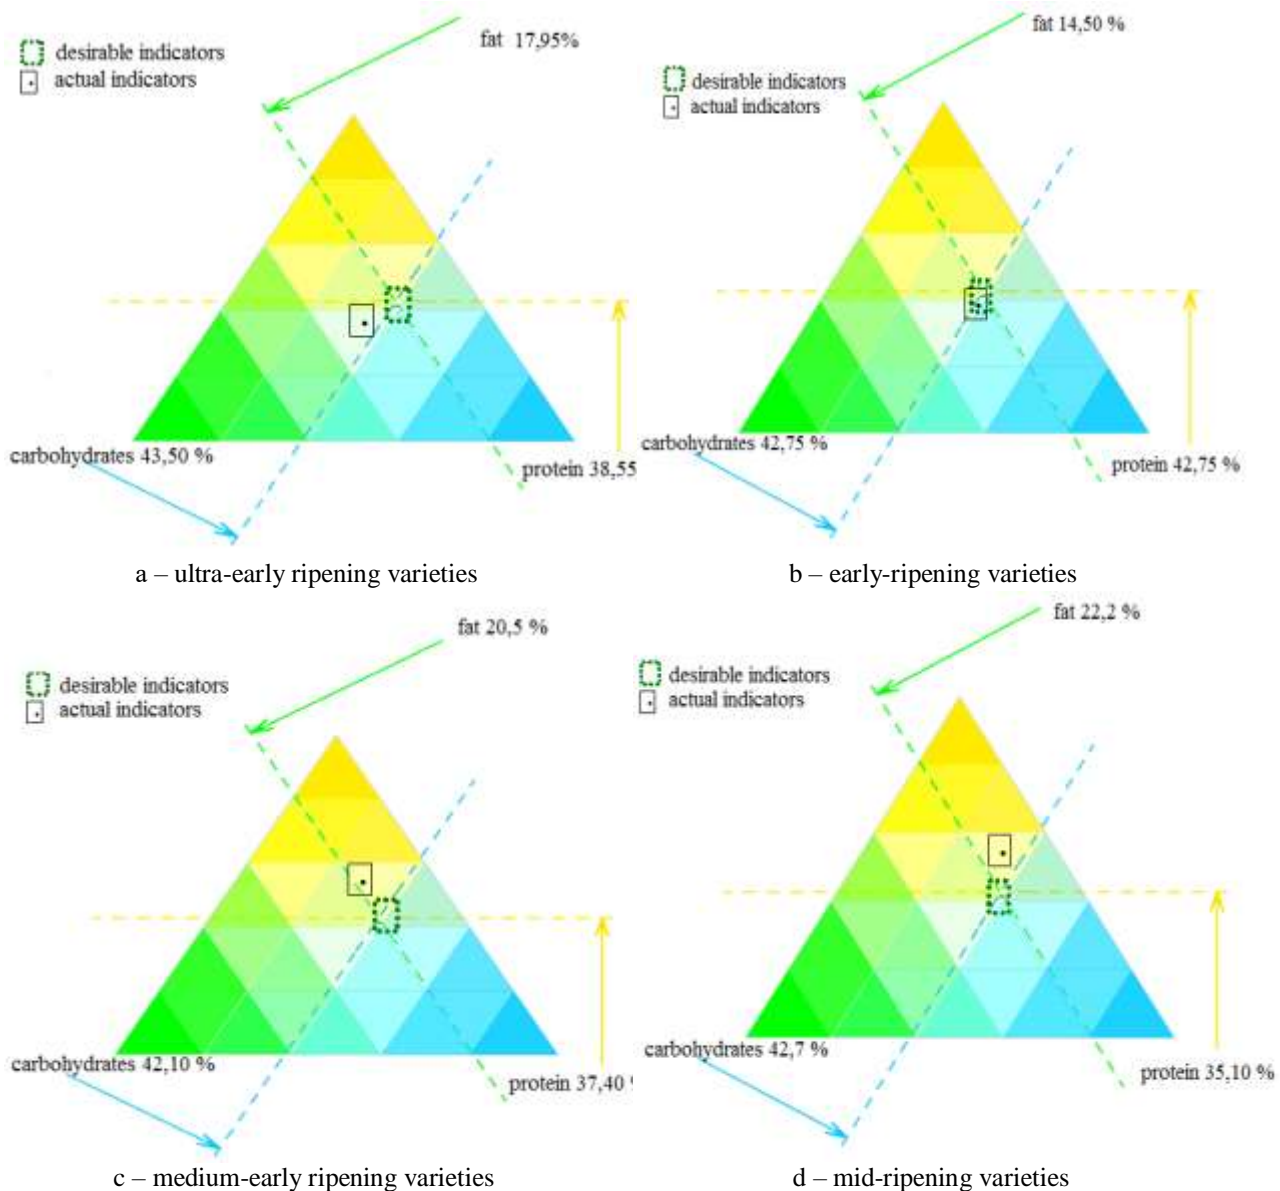 fat 17,95%
desirable indicators
actual indicators
carbohydrates 43,50 %
protein 38,55
a – ultra-early ripening varieties
fat 14,50 %
desirable indicators
actual indicators
carbohydrates 42,75 %
protein 42,75 %
b – early-ripening varieties
fat 20,5 %
desirable indicators
actual indicators
carbohydrates 42,10 %
protein 37,40
c – medium-early ripening varieties
fat 22,2 %
desirable indicators
actual indicators
carbohydrates 42,7 %
protein 35,10 %
d – mid-ripening varieties